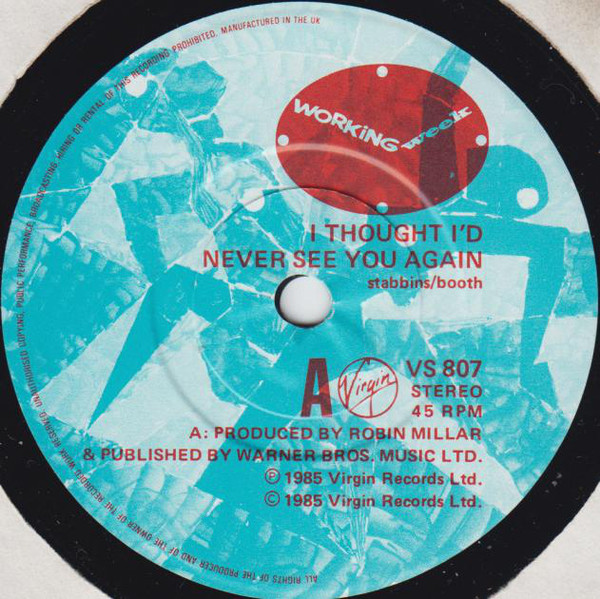 ALL RIGHTS OF THE PRODUCER AND OF THE OWNER OF THE RECORDED WORK RESERVED. UNAUTHORISED COPYING, PUBLIC PERFORMANCE, BROADCASTING, HIRING OR RENTAL OF THIS RECORDING PROHIBITED. MANUFACTURED IN THE UK
WORKiNG week
I THOUGHT I'D
NEVER SEE YOU AGAIN
stabbins/booth
A Virgin VS 807
STEREO
45 RPM
A: PRODUCED BY ROBIN MILLAR
& PUBLISHED BY WARNER BROS. MUSIC LTD.
℗ 1985 Virgin Records Ltd.
© 1985 Virgin Records Ltd.